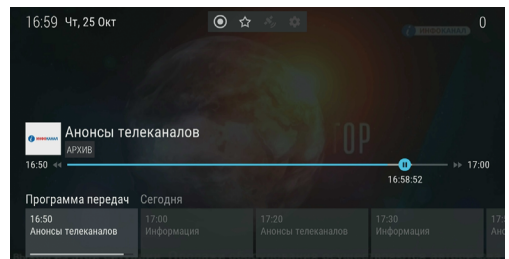 16:59 Чт, 25 Окт
0
ИНФОКАНАЛ
Анонсы телеканалов
АРХИВ
16:50
17:00
16:58:52
Программа передач Сегодня
16:50
Анонсы телеканалов
17:00
Информация
17:20
Анонсы телеканалов
17:30
Информация